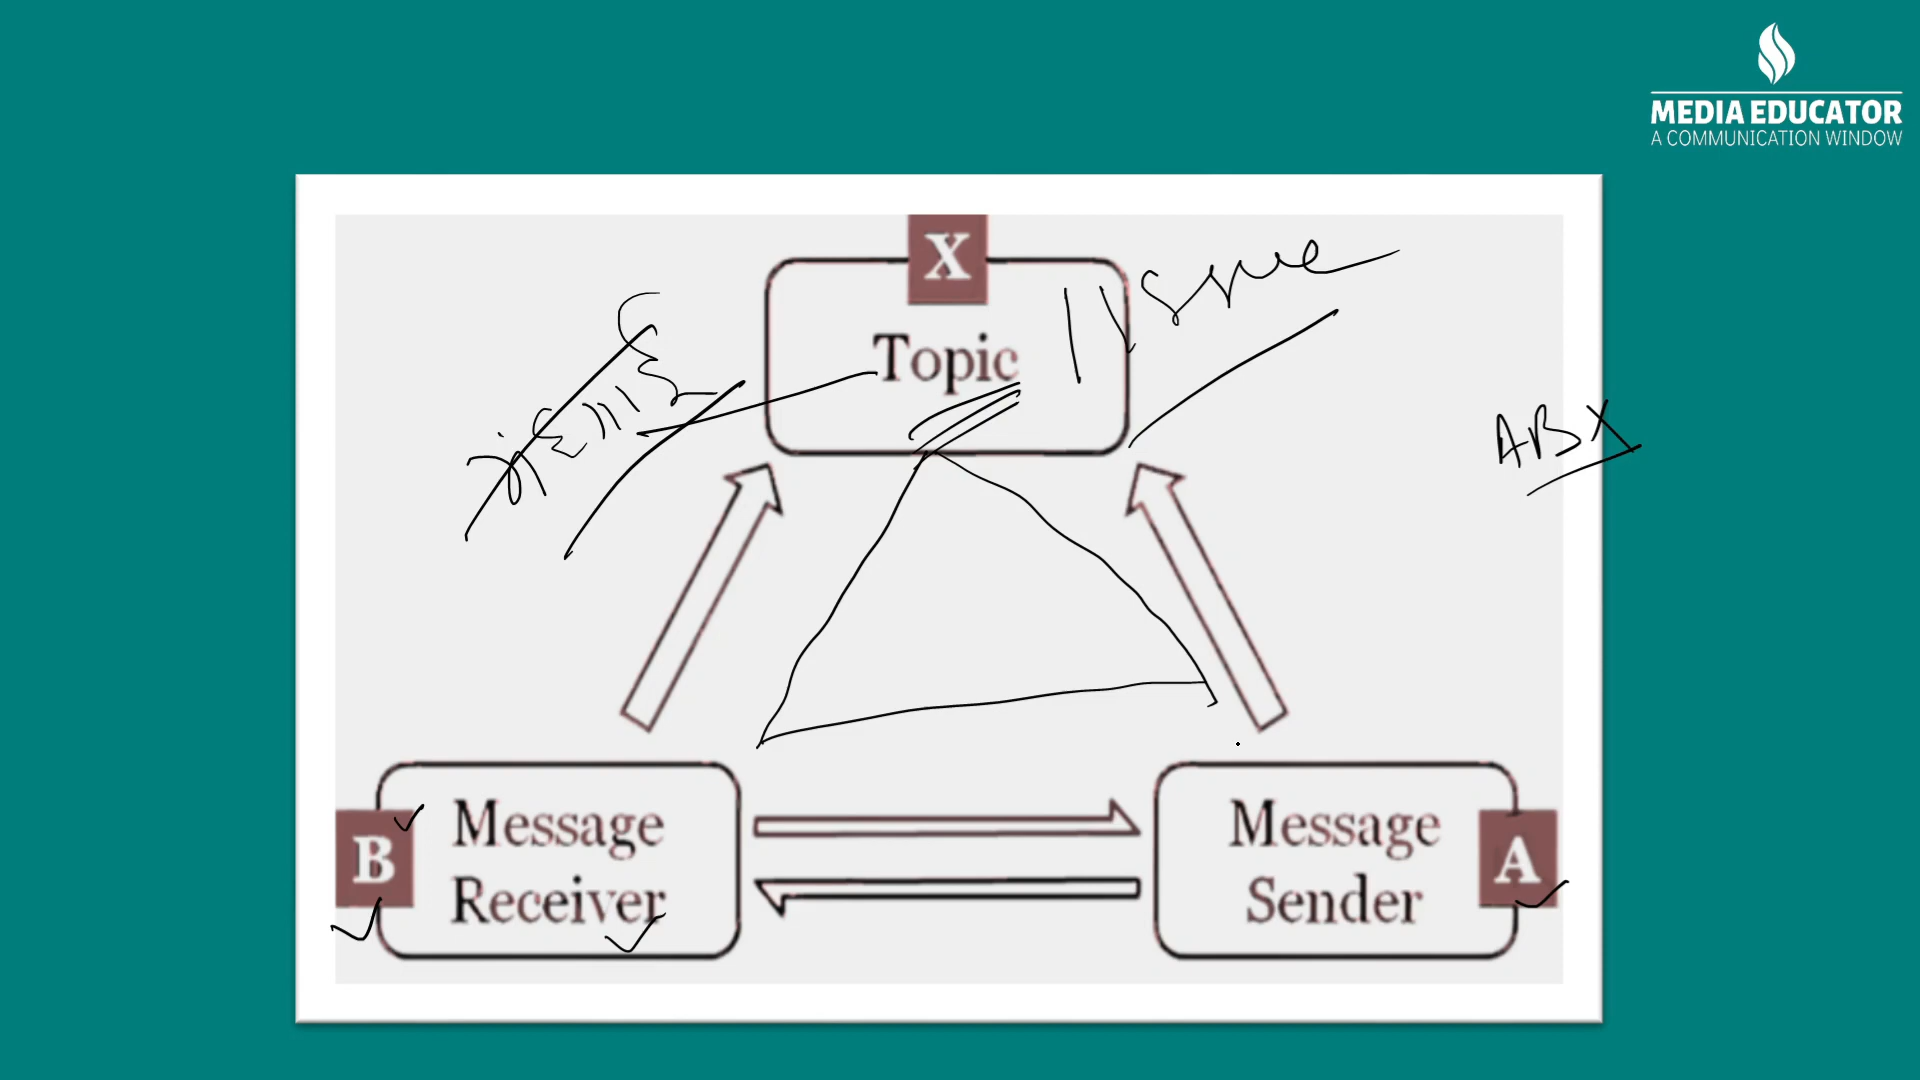 MEDIA EDUCATOR
A COMMUNICATION WINDOW
X
Topic
Issue
ABX
B
Message
Receiver
Message
Sender
A